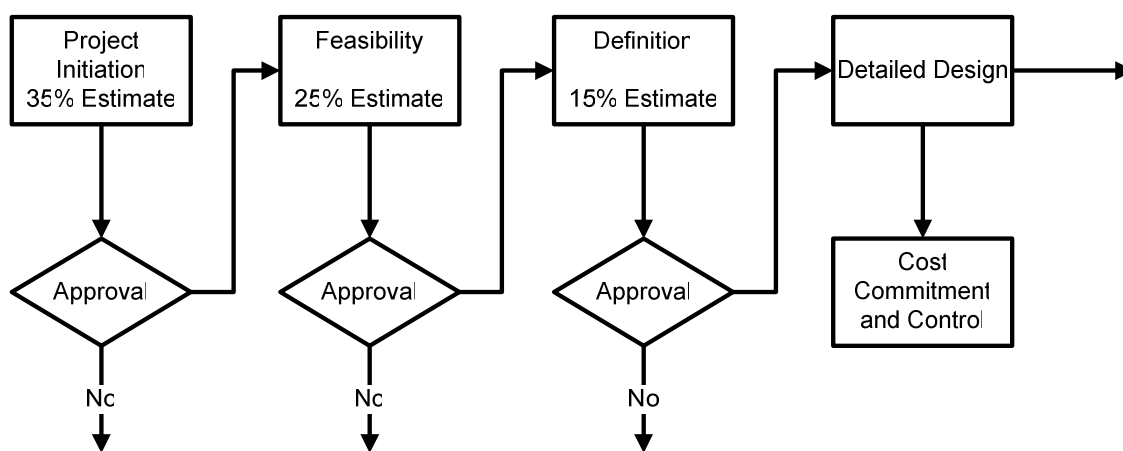 Project
Initiation
35% Estimate
Feasibility
25% Estimate
Definition
15% Estimate
Detailed Design
Approval
Approval
Approval
Cost
Commitment
and Control
No
No
No